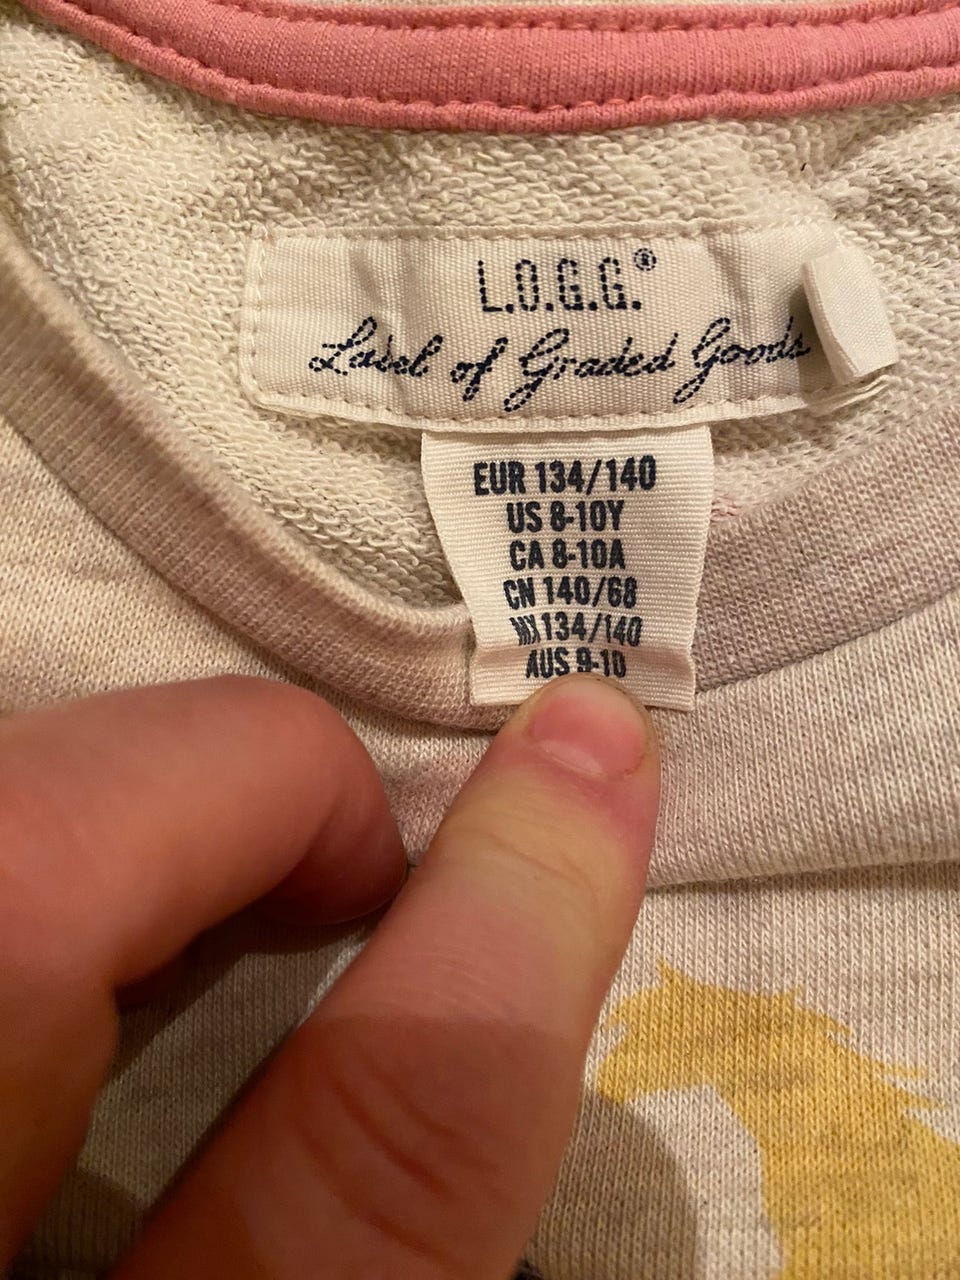 L.O.G.G.®
Label of Graded Goods
EUR 134/140
US 8-10Y
CA 8-10A
CN 140/68
MX 134/140
AUS 9-10